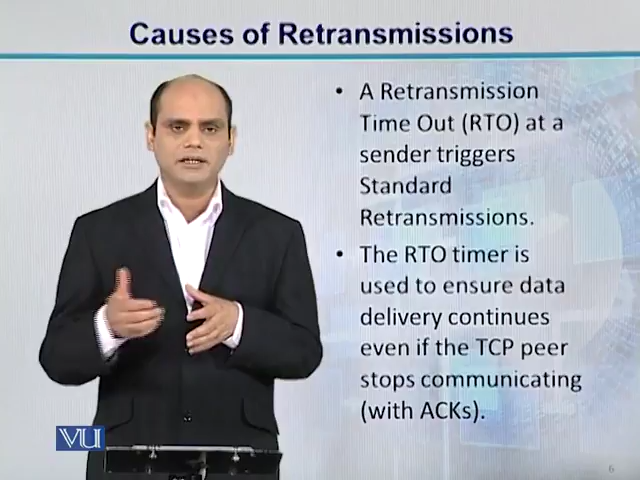 Causes of Retransmissions
• A Retransmission
Time Out (RTO) at a
sender triggers
Standard
Retransmissions.
• The RTO timer is
used to ensure data
delivery continues
even if the TCP peer
stops communicating
(with ACKs).
VU
6